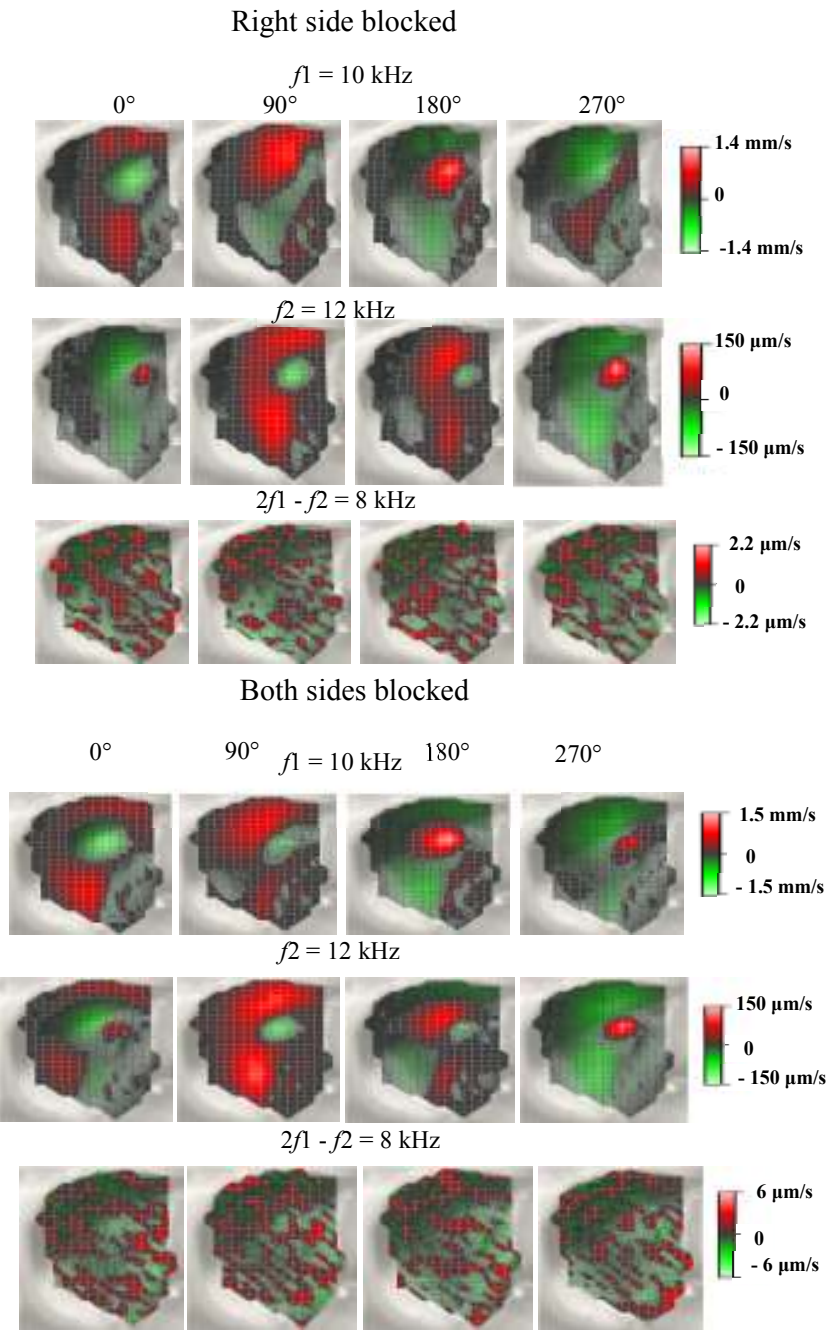 Right side blocked
f1 = 10 kHz
0° 90° 180° 270°
1.4 mm/s
0
-1.4 mm/s
f2 = 12 kHz
150 µm/s
0
- 150 µm/s
2f1 - f2 = 8 kHz
2.2 µm/s
0
- 2.2 µm/s
Both sides blocked
0° 90° f1 = 10 kHz 180° 270°
1.5 mm/s
0
- 1.5 mm/s
f2 = 12 kHz
150 µm/s
0
- 150 µm/s
2f1 - f2 = 8 kHz
6 µm/s
0
- 6 µm/s